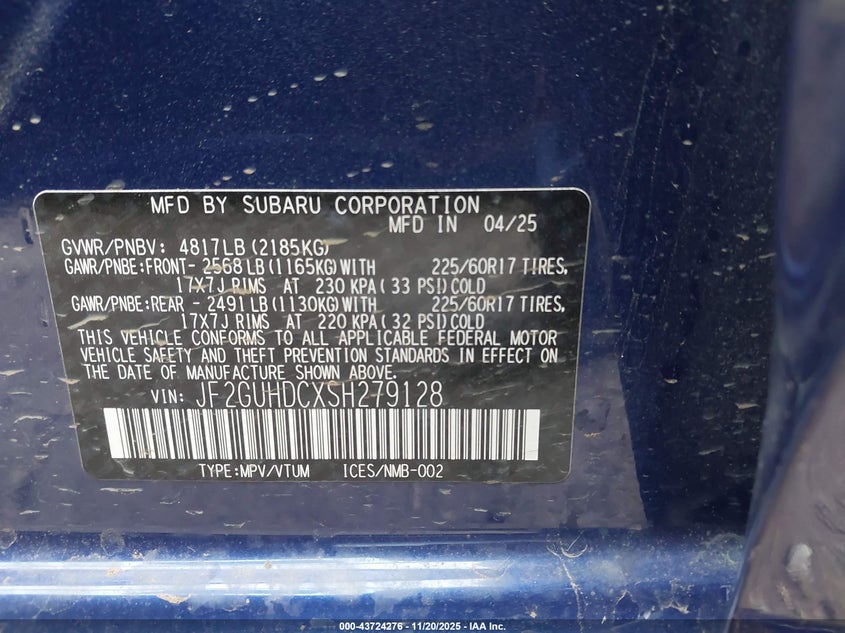 MFD BY SUBARU CORPORATION
MFD IN 04/25
GVWR/PNBV: 4817LB (2185KG)
GAWR/PNBE:FRONT- 2568 LB (1165KG) WITH 225/60R17 TIRES,
17X7J RIMS AT 230 KPA ( 33 PSI) COLD
GAWR/PNBE:REAR - 2491 LB (1130KG) WITH 225/60R17 TIRES,
17X7J RIMS AT 220 KPA ( 32 PSI) COLD
THIS VEHICLE CONFORMS TO ALL APPLICABLE FEDERAL MOTOR
VEHICLE SAFETY AND THEFT PREVENTION STANDARDS IN EFFECT ON
THE DATE OF MANUFACTURE SHOWN ABOVE.
VIN: JF2GUHDCXSH279128
TYPE:MPV/VTUM ICES/NMB-002
000-43724276 - 11/20/2025 - IAA Inc.